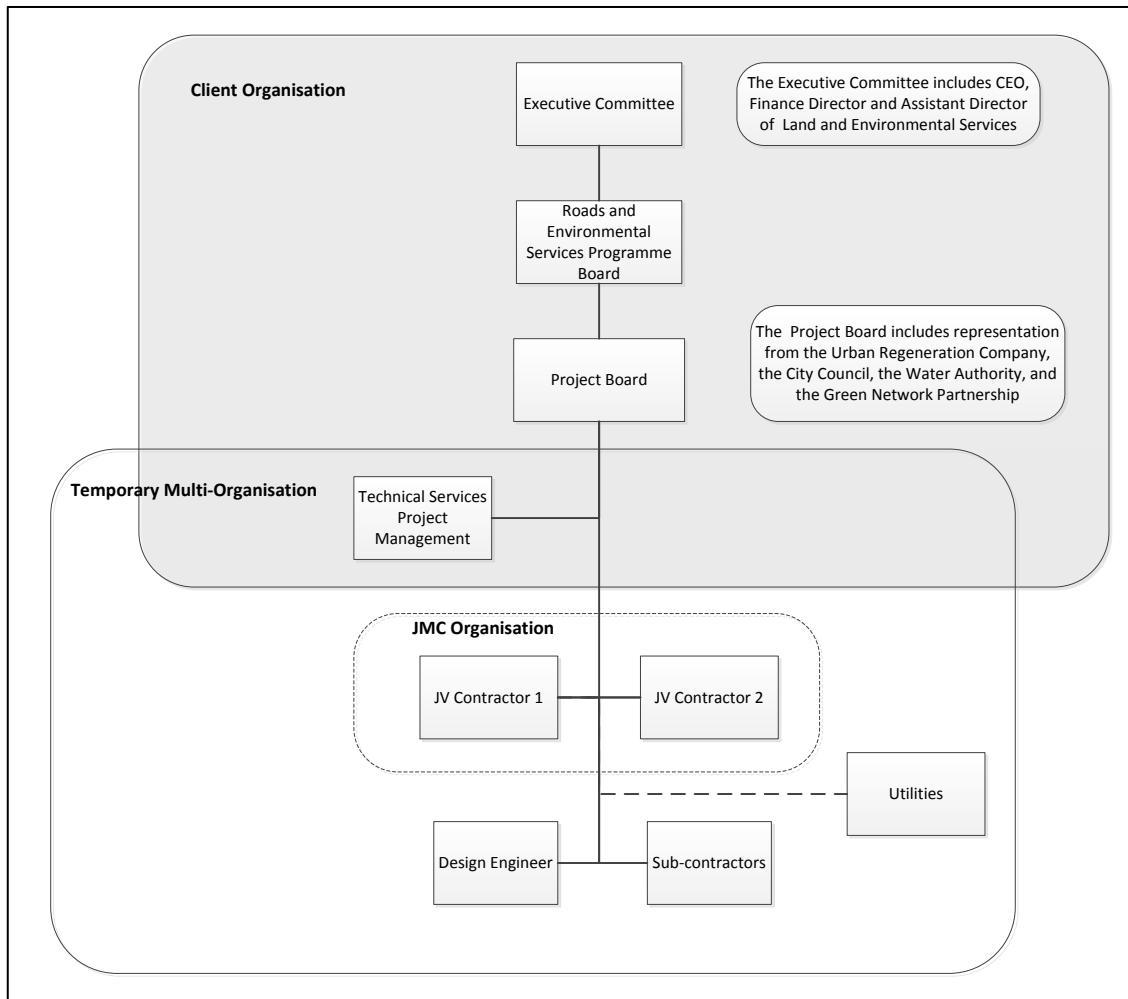 Client Organisation
Executive Committee
The Executive Committee includes CEO,
Finance Director and Assistant Director
of Land and Environmental Services
Roads and
Environmental
Services Programme
Board
Project Board
The Project Board includes representation
from the Urban Regeneration Company,
the City Council, the Water Authority, and
the Green Network Partnership
Temporary Multi-Organisation
Technical Services
Project
Management
JMC Organisation
JV Contractor 1
JV Contractor 2
Utilities
Design Engineer
Sub-contractors